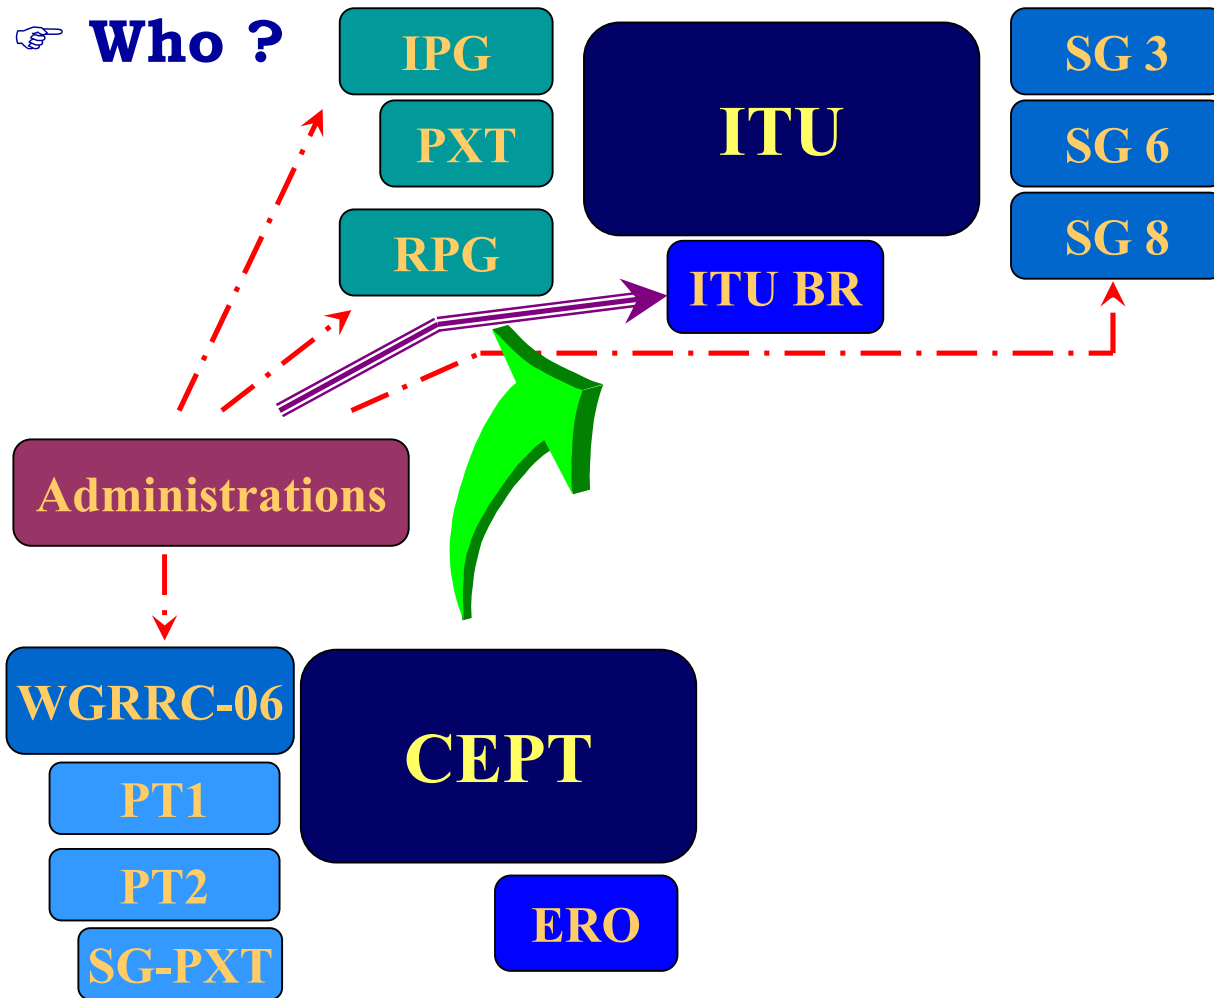 ☞ Who ?
IPG
PXT
RPG
ITU
ITU BR
SG 3
SG 6
SG 8
Administrations
WGRRC-06
PT1
PT2
SG-PXT
CEPT
ERO